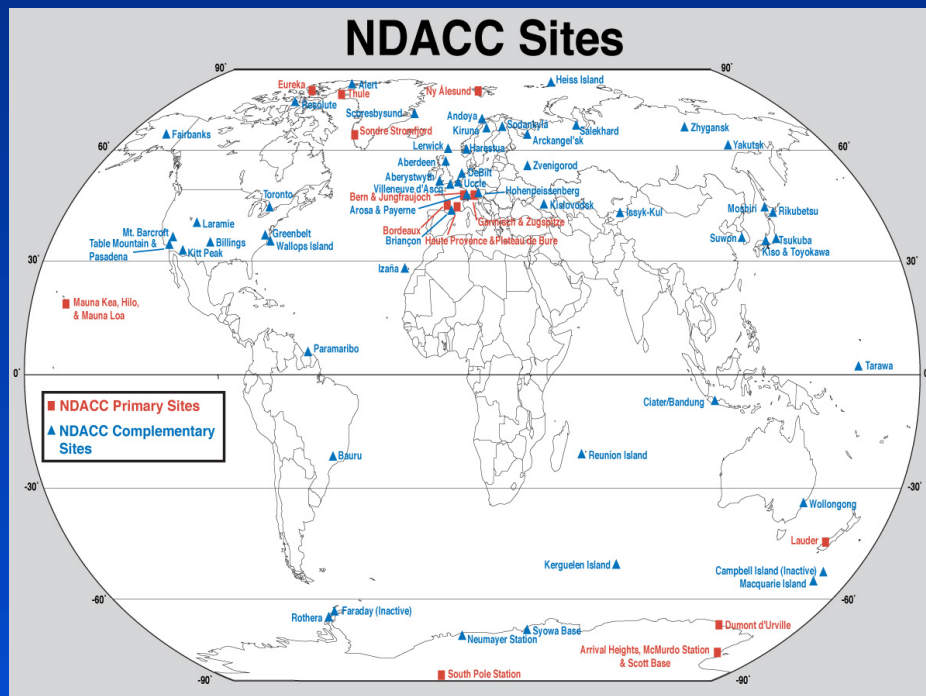 NDACC Sites
90˚
90˚
Eureka
Alert
Thule
Resolute
Ny Ålesund
Heiss Island
Scoresbysund
Andoya
Kiruna
Sodankyla
Salekhard
Zhygansk
Fairbanks
Sondre Stromfjord
Arckangel'sk
Yakutsk
60˚
60˚
Lerwick
Harestua
Aberdeen
Zvenigorod
DeBilt
Aberystwyth
Uccle
Villeneuve d'Ascq
Hohenpeissenberg
Toronto
Bern & Jungfraujoch
Kislovodsk
Issyk-Kul
Moshiri
Rikubetsu
Arosa & Payerne
Laramie
Garmisch & Zugspitze
Bordeaux
Mt. Barcroft
Greenbelt
Briançon
Haute Provence & Plateau de Bure
Suwon
Tsukuba
Table Mountain &
Pasadena
Billings
Wallops Island
Kitt Peak
Kiso & Toyokawa
30˚
30˚
Izaña
Mauna Kea, Hilo,
& Mauna Loa
Paramaribo
Tarawa
0˚
0
NDACC Primary Sites
NDACC Complementary
Sites
Ciater/Bandung
Bauru
Reunion Island
-30˚
-30˚
Wollongong
Lauder
Kerguelen Island
Campbell Island (Inactive)
Macquarie Island
-60˚
-60˚
Faraday (Inactive)
Rothera
Dumont d'Urville
Syowa Base
Neumayer Station
Arrival Heights, McMurdo Station
& Scott Base
South Pole Station
-90˚
-90˚